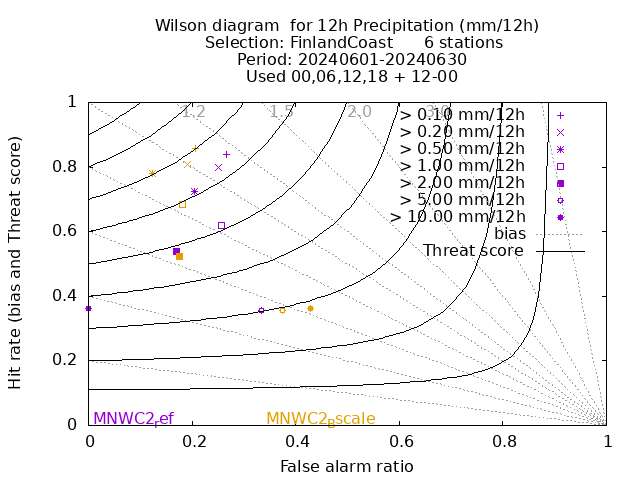 Wilson diagram  for 12h Precipitation (mm/12h)
Selection: FinlandCoast      6 stations
Period: 20240601-20240630
Used 00,06,12,18 + 12-00
1.2 1.5 2.0 3.0
> 0.10 mm/12h
> 0.20 mm/12h
> 0.50 mm/12h
> 1.00 mm/12h
> 2.00 mm/12h
> 5.00 mm/12h
> 10.00 mm/12h
bias
Threat score
Hit rate (bias and Threat score)
1
0.8
0.6
0.4
0.2
0
MNWC2ref MNWC2Bscale
0 0.2 0.4 0.6 0.8 1
False alarm ratio